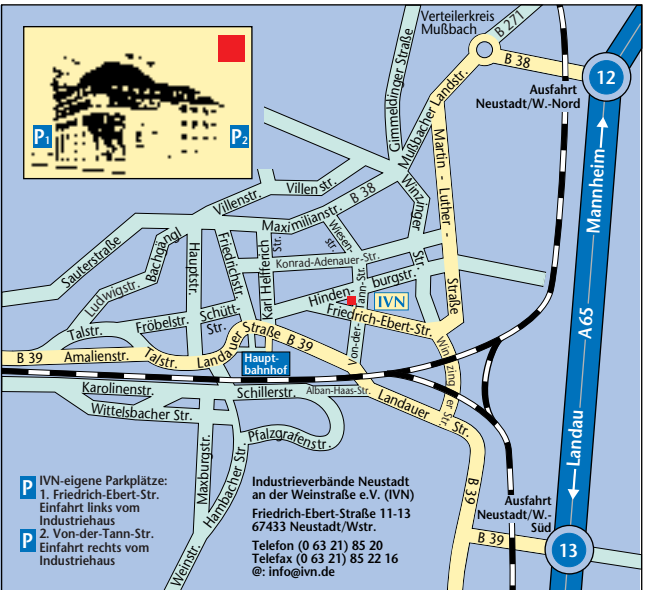 Verteilerkreis
Mußbach
B 271
B 38
12
Ausfahrt
Neustadt/W.-Nord
P1
P2
Gimmeldinger Straße
Mußbacher Landstr.
Martin - Luther - Straße
Mannheim
A65
Landau
Villenstr.
Villenstr.
Maximilianstr.
B 38
Winzinger Str.
Wiesenstr.
Sauterstraße
Bachgängl
Ludwigstr.
Hauptstr.
Friedrichstr.
Karl Helfferich Str.
Konrad-Adenauer-Str.
Hindenburgstr.
Von-der-Tann-Str.
IVN
Friedrich-Ebert-Str.
Talstr.
Fröbelstr.
Schütt-
Str.
B 39
Amalienstr.
Talstr.
Landauer Straße
B 39
Haupt-
bahnhof
Winzinger Str.
Karolinenstr.
Schillerstr.
Alban-Haas-Str.
Landauer Str.
Wittelsbacher Str.
Pfalzgrafenstr.
Maxburgstr.
Hambacher Str.
Weinstr.
B 39
P IVN-eigene Parkplätze:
1. Friedrich-Ebert-Str.
Einfahrt links vom
Industriehaus
P 2. Von-der-Tann-Str.
Einfahrt rechts vom
Industriehaus
Industrieverbände Neustadt
an der Weinstraße e.V. (IVN)
Friedrich-Ebert-Straße 11-13
67433 Neustadt/Wstr.
Telefon (0 63 21) 85 20
Telefax (0 63 21) 85 22 16
@: info@ivn.de
Ausfahrt
Neustadt/W.-
Süd
B 39
13